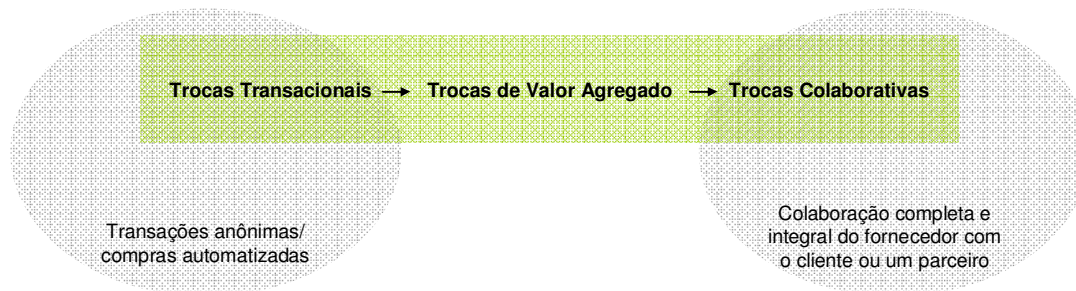 Trocas Transacionais → Trocas de Valor Agregado → Trocas Colaborativas
Transações anônimas/
compras automatizadas
Colaboração completa e
integral do fornecedor com
o cliente ou um parceiro